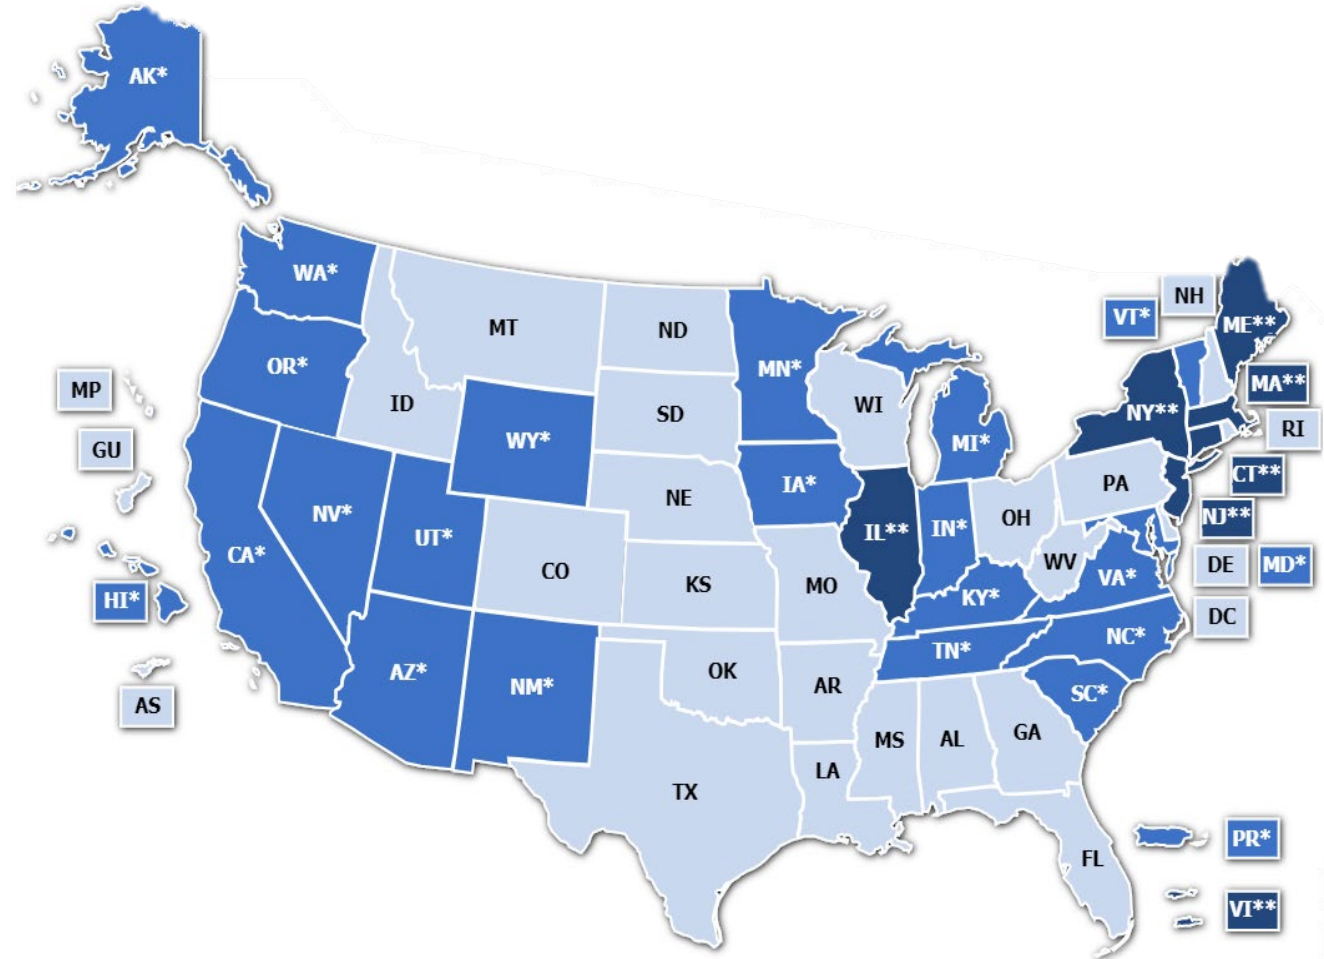 AK*
WA*
MT
ND
MN*
VT*
NH
ME**
OR*
ID
SD
WI
MI*
NY**
MA**
RI
MP
GU
WY*
NE
IA*
PA
CT**
NV*
UT*
CO
KS
MO
IL**
IN*
OH
WV
NJ**
CA*
VA*
DE
MD*
HI*
KY*
DC
AZ*
NM*
OK
AR
TN*
NC*
SC*
AS
TX
LA
MS
AL
GA
FL
PR*
VI**